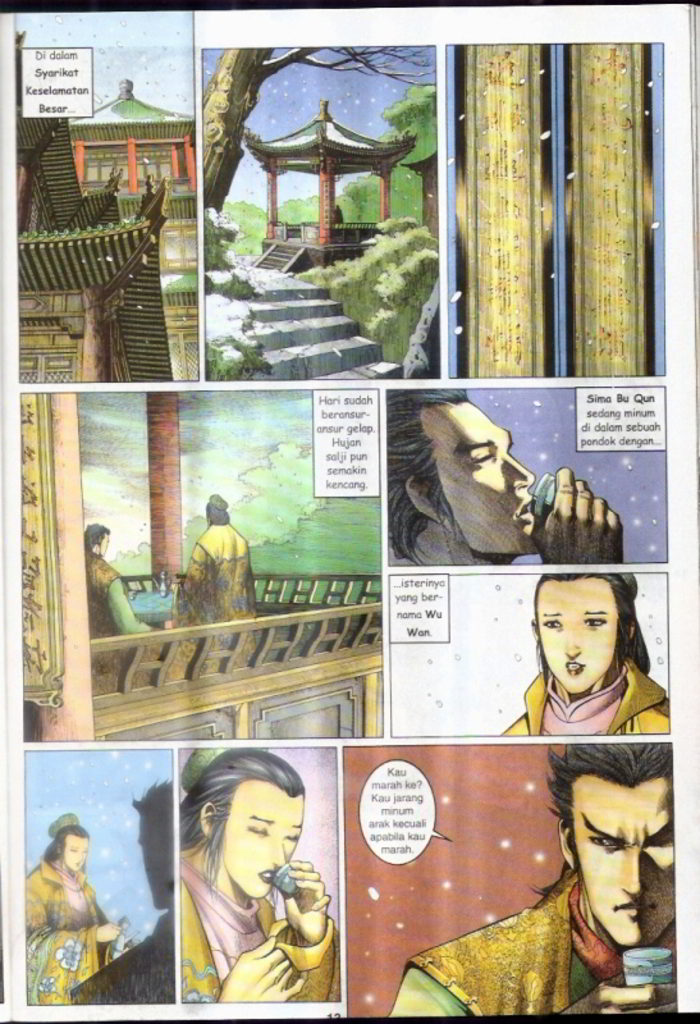 Di dalam
Syarikat
Keselamatan
Besar...
Hari sudah
beransur-
ansur gelap.
Hujan
salji pun
semakin
kencang.
Sima Bu Qun
sedang minum
di dalam sebuah
pondok dengan...
...isterinya
yang ber-
nama Wu
Wan.
Kau
marah ke?
Kau jarang
minum
arak kecuali
apabila kau
marah.